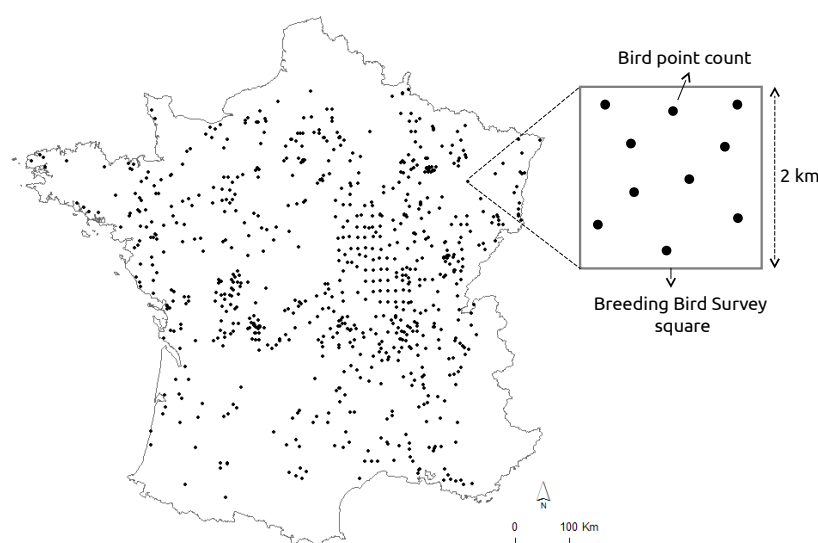 Bird point count
2 km
Breeding Bird Survey
square
N
0 100 Km